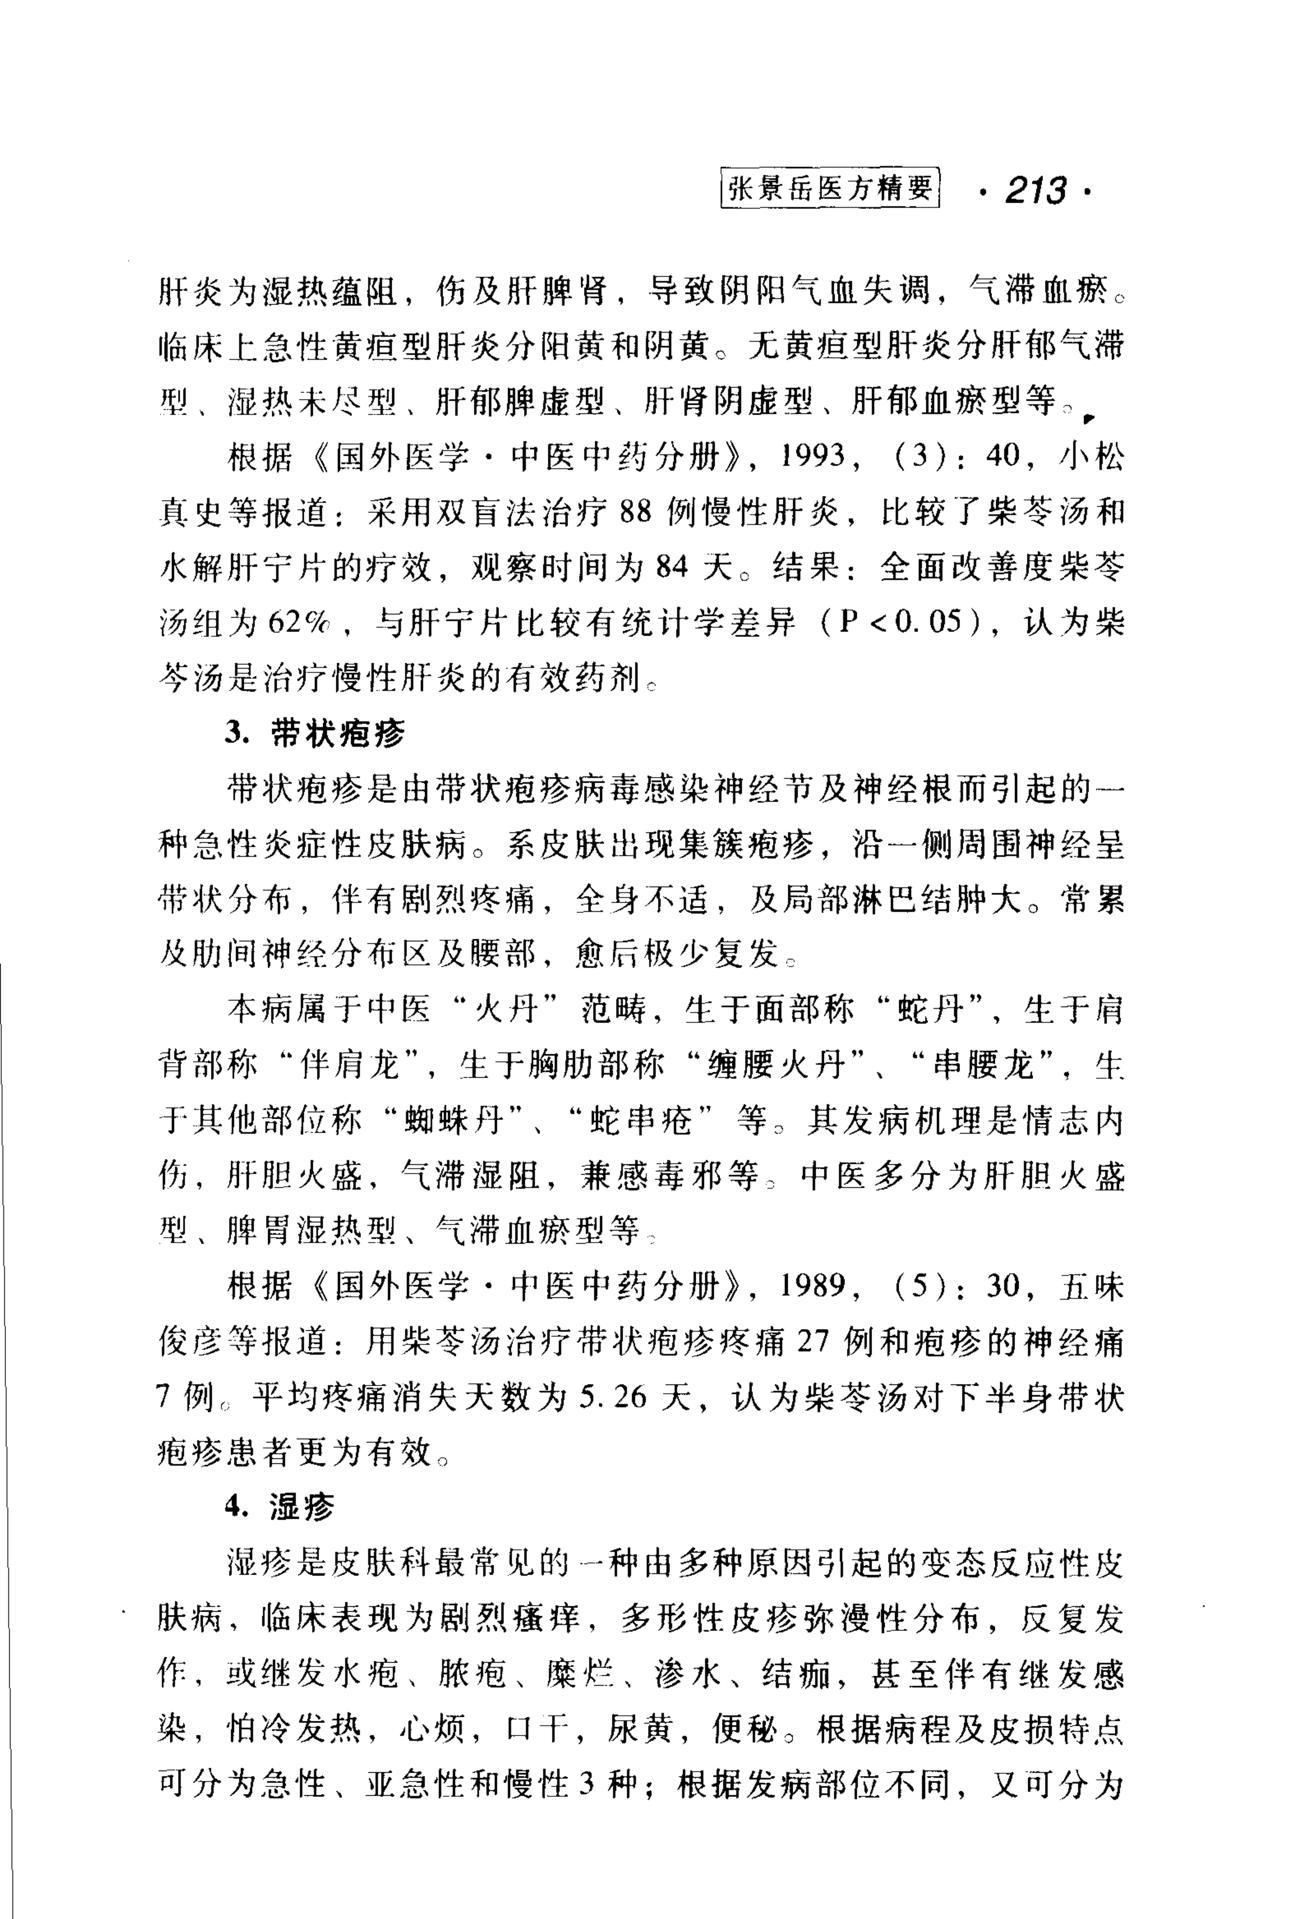 张景岳医方精要 ·213·
肝炎为湿热蕴阻，伤及肝脾肾，导致阴阳气血失调，气滞血瘀。
临床上急性黄疸型肝炎分阳黄和阴黄。无黄疸型肝炎分肝郁气滞
型、湿热未尽型、肝郁脾虚型、肝肾阴虚型、肝郁血瘀型等。
根据《国外医学·中医中药分册》，1993，（3）：40，小松
真史等报道：采用双盲法治疗 88 例慢性肝炎，比较了柴苓汤和
水解肝宁片的疗效，观察时间为 84 天。结果：全面改善度柴苓
汤组为 62%，与肝宁片比较有统计学差异（P<0.05），认为柴
芩汤是治疗慢性肝炎的有效药剂。
3. 带状疱疹
带状疱疹是由带状疱疹病毒感染神经节及神经根而引起的一
种急性炎症性皮肤病。系皮肤出现集簇疱疹，沿一侧周围神经呈
带状分布，伴有剧烈疼痛，全身不适，及局部淋巴结肿大。常累
及肋间神经分布区及腰部，愈后极少复发。
本病属于中医“火丹”范畴，生于面部称“蛇丹”，生于肩
背部称“伴肩龙”，生于胸肋部称“缠腰火丹”、“串腰龙”，生
于其他部位称“蜘蛛丹”、“蛇串疮”等。其发病机理是情志内
伤，肝胆火盛，气滞湿阻，兼感毒邪等。中医多分为肝胆火盛
型、脾胃湿热型、气滞血瘀型等。
根据《国外医学·中医中药分册》，1989，（5）：30，五味
俊彦等报道：用柴苓汤治疗带状疱疹疼痛 27 例和疱疹的神经痛
7 例。平均疼痛消失天数为 5.26 天，认为柴苓汤对下半身带状
疱疹患者更为有效。
4. 湿疹
湿疹是皮肤科最常见的一种由多种原因引起的变态反应性皮
肤病，临床表现为剧烈瘙痒，多形性皮疹弥漫性分布，反复发
作，或继发水疱、脓疱、糜烂、渗水、结痂，甚至伴有继发感
染，怕冷发热，心烦，口干，尿黄，便秘。根据病程及皮损特点
可分为急性、亚急性和慢性 3 种；根据发病部位不同，又可分为